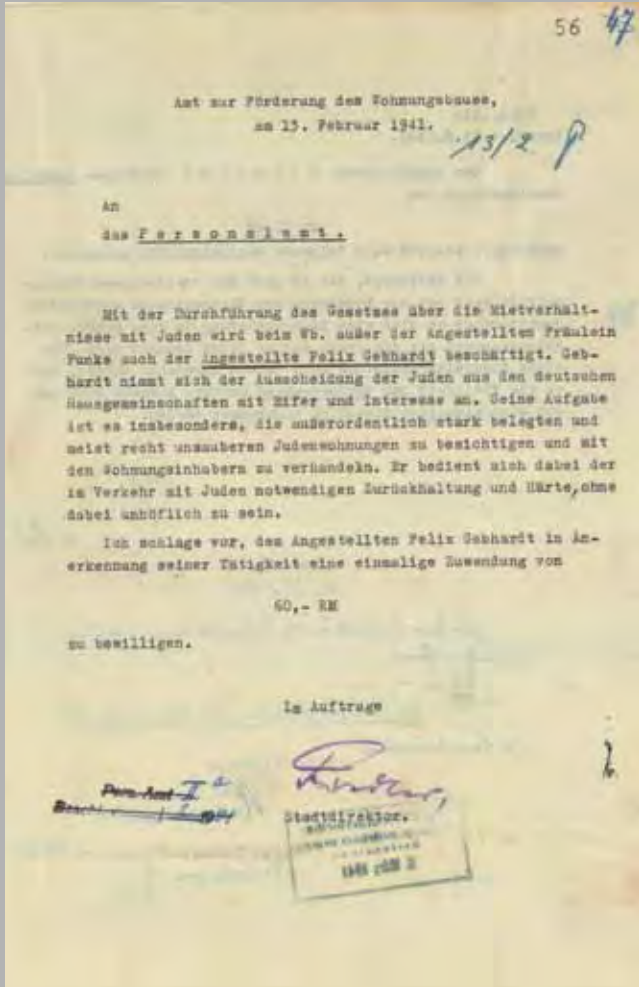 56 47
Amt zur Förderung des Wohnungsbaues,
am 13. Februar 1941.
13/2
An
das Personalamt.
Mit der Durchführung des Gesetzes über die Mietverhält-
nisse mit Juden wird beim Wb. außer der Angestellten Fräulein
Funke auch der Angestellte Felix Gebhardt beschäftigt. Geb-
hardt nimmt sich der Ausscheidung der Juden aus den deutschen
Hausgemeinschaften mit Eifer und Interesse an. Seine Aufgabe
ist es insbesondere, die außerordentlich stark belegten und
meist recht unsauberen Judenwohnungen zu besichtigen und mit
den Wohnungsinhabern zu verhandeln. Er bedient sich dabei der
im Verkehr mit Juden notwendigen Zurückhaltung und Härte, ohne
dabei unhöflich zu sein.
Ich schlage vor, dem Angestellten Felix Gebhardt in An-
erkennung seiner Tätigkeit eine einmalige Zuwendung von
60,- RM
zu bewilligen.
Im Auftrage
Pers. Amt II
Stadtdirektor.